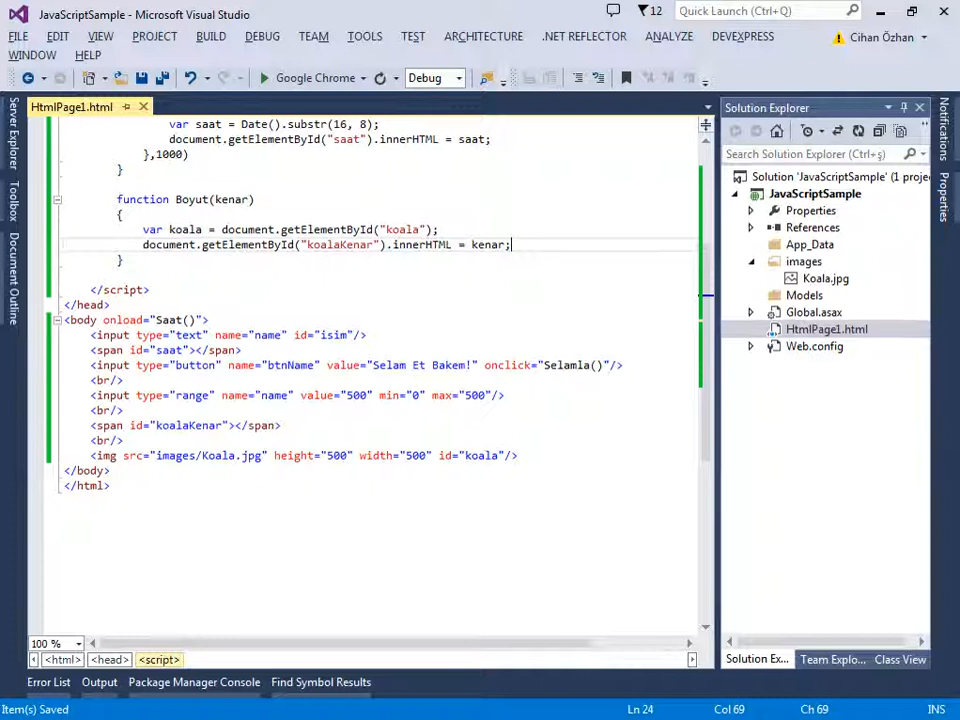 JavaScriptSample - Microsoft Visual Studio
12
Quick Launch (Ctrl+Q)
FILE EDIT VIEW PROJECT BUILD DEBUG TEAM TOOLS TEST ARCHITECTURE .NET REFLECTOR ANALYZE DEVEXPRESS
Cihan Özhan
WINDOW HELP
Google Chrome
Debug
Server Explorer
Toolbox
Document Outline
HtmlPage1.html
var saat = Date().substr(16, 8);
document.getElementById("saat").innerHTML = saat;
},1000)
}
function Boyut(kenar)
{
var koala = document.getElementById("koala");
document.getElementById("koalaKenar").innerHTML = kenar;
}
</script>
</head>
<body onload="Saat()">
<input type="text" name="name" id="isim"/>
<span id="saat"></span>
<input type="button" name="btnName" value="Selam Et Bakem!" onclick="Selamla()"/>
<br/>
<input type="range" name="name" value="500" min="0" max="500"/>
<br/>
<span id="koalaKenar"></span>
<br/>
<img src="images/Koala.jpg" height="500" width="500" id="koala"/>
</body>
</html>
100 %
<html> <head> <script>
Solution Explorer
Search Solution Explorer (Ctrl+ş)
Solution 'JavaScriptSample' (1 projec
JavaScriptSample
Properties
References
App_Data
images
Koala.jpg
Models
Global.asax
HtmlPage1.html
Web.config
Solution Ex... Team Explo... Class View
Notifications
Properties
Error List Output Package Manager Console Find Symbol Results
Item(s) Saved
Ln 24 Col 69 Ch 69 INS